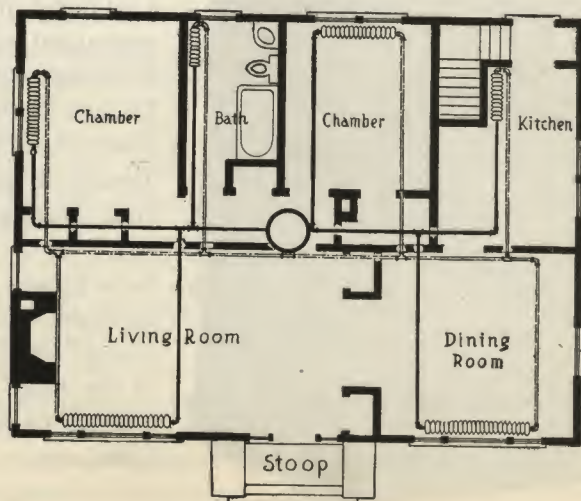 Chamber
Bath
Chamber
Kitchen
Living Room
Dining
Room
Stoop